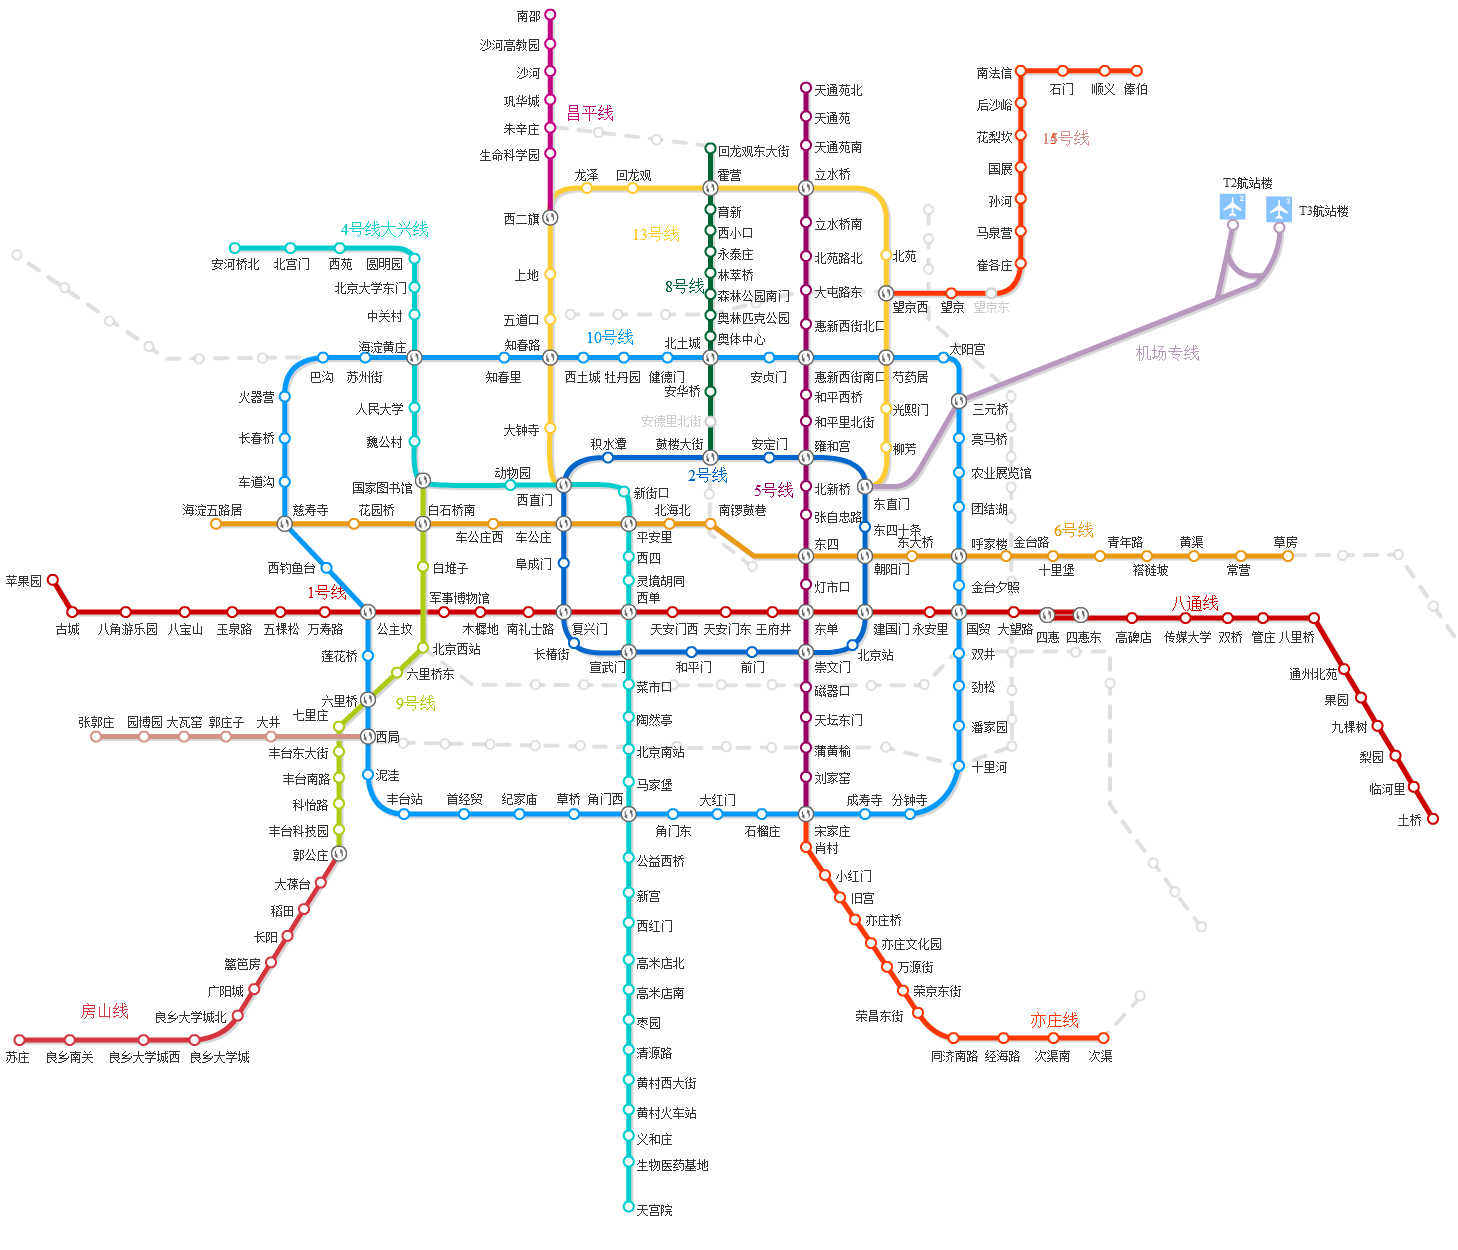 南邵
沙河高教园
沙河
巩华城
朱辛庄
生命科学园
昌平线
西二旗
龙泽
回龙观
回龙观东大街
霍营
育新
西小口
永泰庄
林萃桥
森林公园南门
奥林匹克公园
奥体中心
8号线
13号线
10号线
天通苑北
天通苑
天通苑南
立水桥
立水桥南
北苑路北
大屯路东
惠新西街北口
惠新西街南口
和平西桥
和平里北街
雍和宫
北新桥
张自忠路
东四
灯市口
东单
崇文门
磁器口
天坛东门
蒲黄榆
刘家窑
宋家庄
5号线
南法信
石门
顺义
俸伯
后沙峪
花梨坎
国展
孙河
马泉营
崔各庄
15号线
望京西
望京
望京东
北苑
T2航站楼
T3航站楼
机场专线
4号线大兴线
安河桥北
北宫门
西苑
圆明园
北京大学东门
中关村
海淀黄庄
人民大学
魏公村
国家图书馆
动物园
西直门
新街口
平安里
西四
灵境胡同
西单
宣武门
菜市口
陶然亭
北京南站
马家堡
角门西
公益西桥
新宫
西红门
高米店北
高米店南
枣园
清源路
黄村西大街
黄村火车站
义和庄
生物医药基地
天宫院
上地
五道口
知春路
大钟寺
巴沟
苏州街
知春里
西土城
牡丹园
健德门
北土城
安贞门
芍药居
太阳宫
三元桥
亮马桥
农业展览馆
团结湖
呼家楼
金台夕照
国贸
双井
劲松
潘家园
十里河
分钟寺
成寿寺
石榴庄
大红门
角门东
草桥
纪家庙
首经贸
丰台站
泥洼
西局
六里桥
莲花桥
公主坟
西钓鱼台
慈寿寺
车道沟
长春桥
火器营
安华桥
安德里北街
光熙门
柳芳
积水潭
鼓楼大街
安定门
2号线
东直门
东四十条
朝阳门
建国门
北京站
前门
和平门
长椿街
复兴门
阜成门
车公庄
海淀五路居
花园桥
白石桥南
车公庄西
北海北
南锣鼓巷
东大桥
金台路
十里堡
青年路
褡裢坡
黄渠
常营
草房
6号线
白堆子
军事博物馆
北京西站
六里桥东
七里庄
9号线
丰台东大街
丰台南路
科怡路
丰台科技园
郭公庄
苹果园
古城
八角游乐园
八宝山
玉泉路
五棵松
万寿路
1号线
木樨地
南礼士路
天安门西
天安门东
王府井
永安里
大望路
四惠
四惠东
高碑店
传媒大学
双桥
管庄
八里桥
八通线
通州北苑
果园
九棵树
梨园
临河里
土桥
张郭庄
园博园
大瓦窑
郭庄子
大井
大葆台
稻田
长阳
篱笆房
广阳城
良乡大学城北
良乡大学城
良乡大学城西
良乡南关
苏庄
房山线
肖村
小红门
旧宫
亦庄桥
亦庄文化园
万源街
荣京东街
荣昌东街
同济南路
经海路
次渠南
次渠
亦庄线